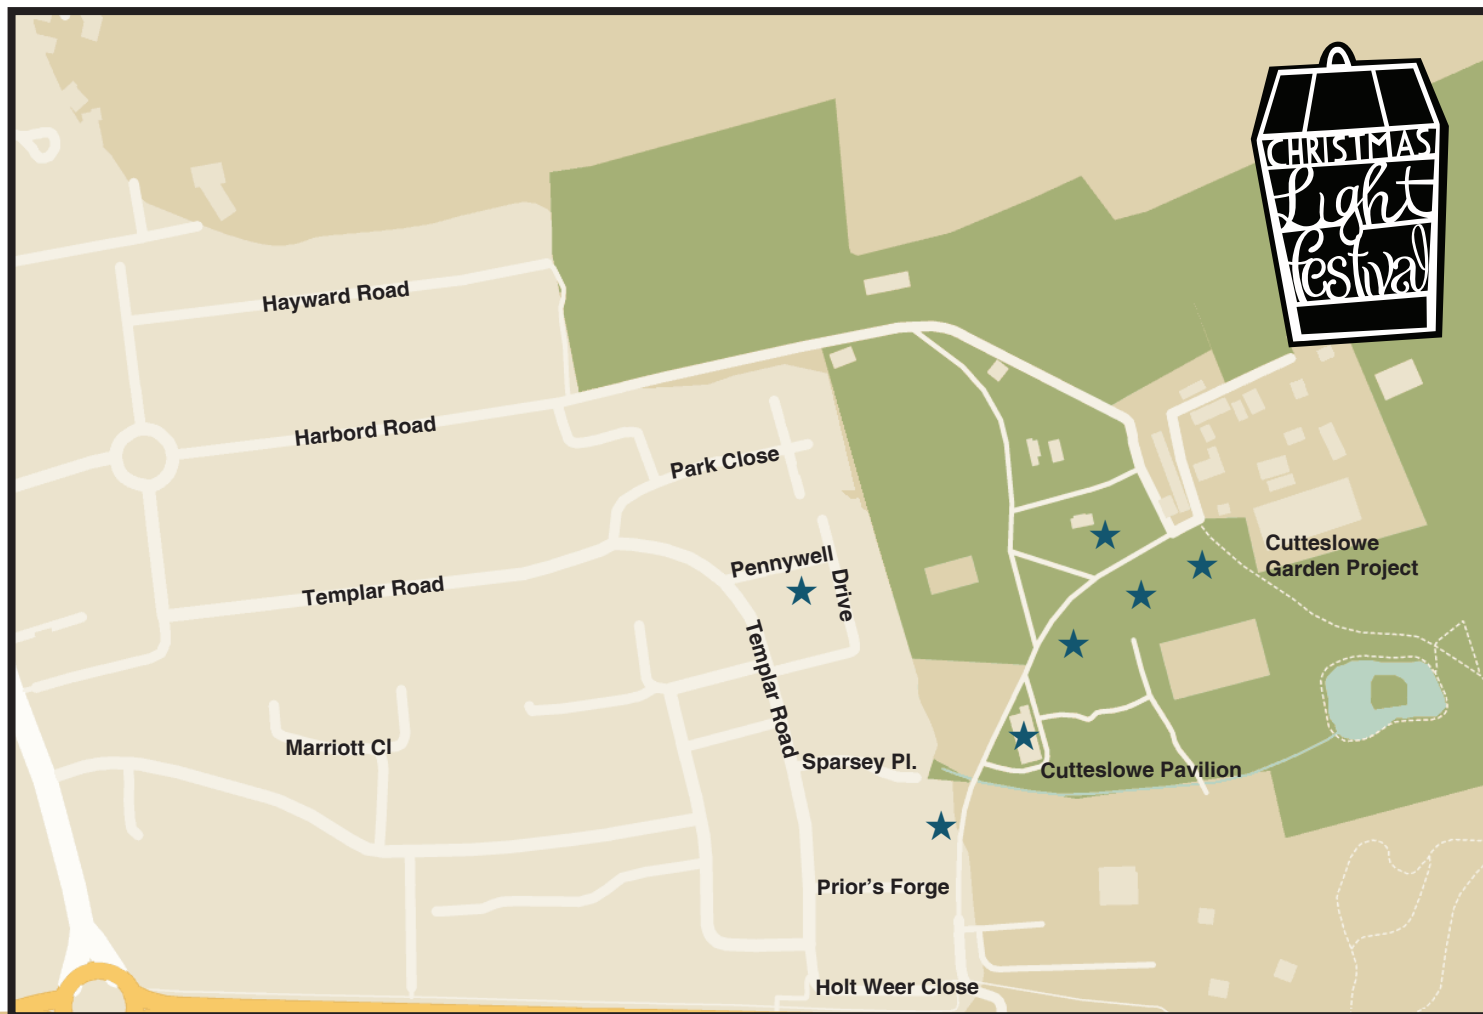 CHRISTMAS
Light
festival
Hayward Road
Harbord Road
Park Close
Pennywell
Drive
Cutteslowe
Garden Project
Templar Road
Templar Road
Marriott Cl
Sparsey Pl.
Cutteslowe Pavilion
Prior's Forge
Holt Weer Close